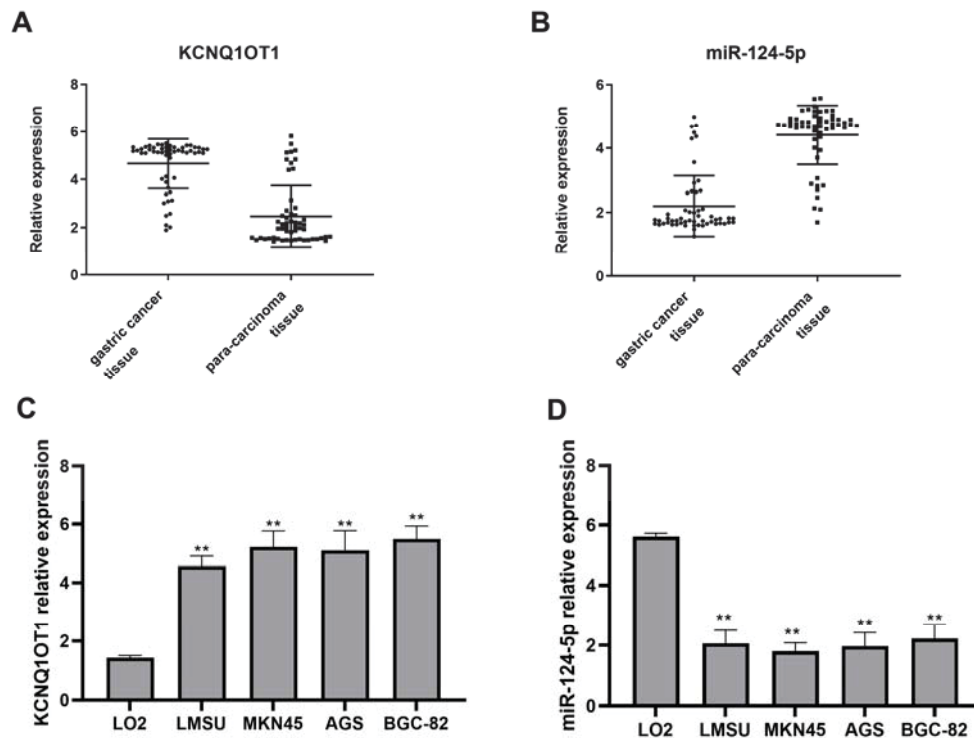 A
KCNQ1OT1
Relative expression
8
6
4
2
0
gastric cancer
tissue
para-carcinoma
tissue
B
miR-124-5p
Relative expression
6
4
2
0
gastric cancer
tissue
para-carcinoma
tissue
C
KCNQ1OT1 relative expression
8
6
4
2
0
**
**
**
**
LO2 LMSU MKN45 AGS BGC-82
D
miR-124-5p relative expression
8
6
4
2
0
**
**
**
**
LO2 LMSU MKN45 AGS BGC-82